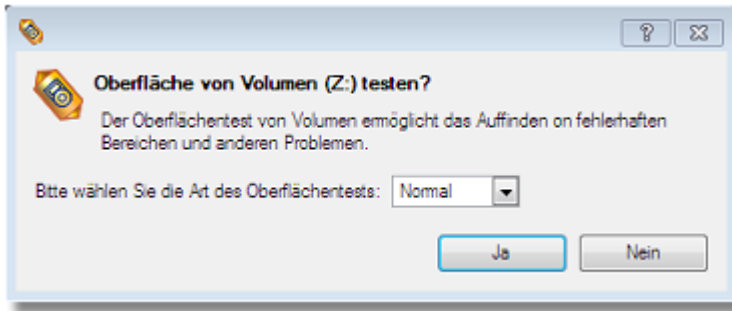 Oberfläche von Volumen (Z:) testen?
Der Oberflächentest von Volumen ermöglicht das Auffinden on fehlerhaften
Bereichen und anderen Problemen.
Bitte wählen Sie die Art des Oberflächentests: Normal
Ja Nein